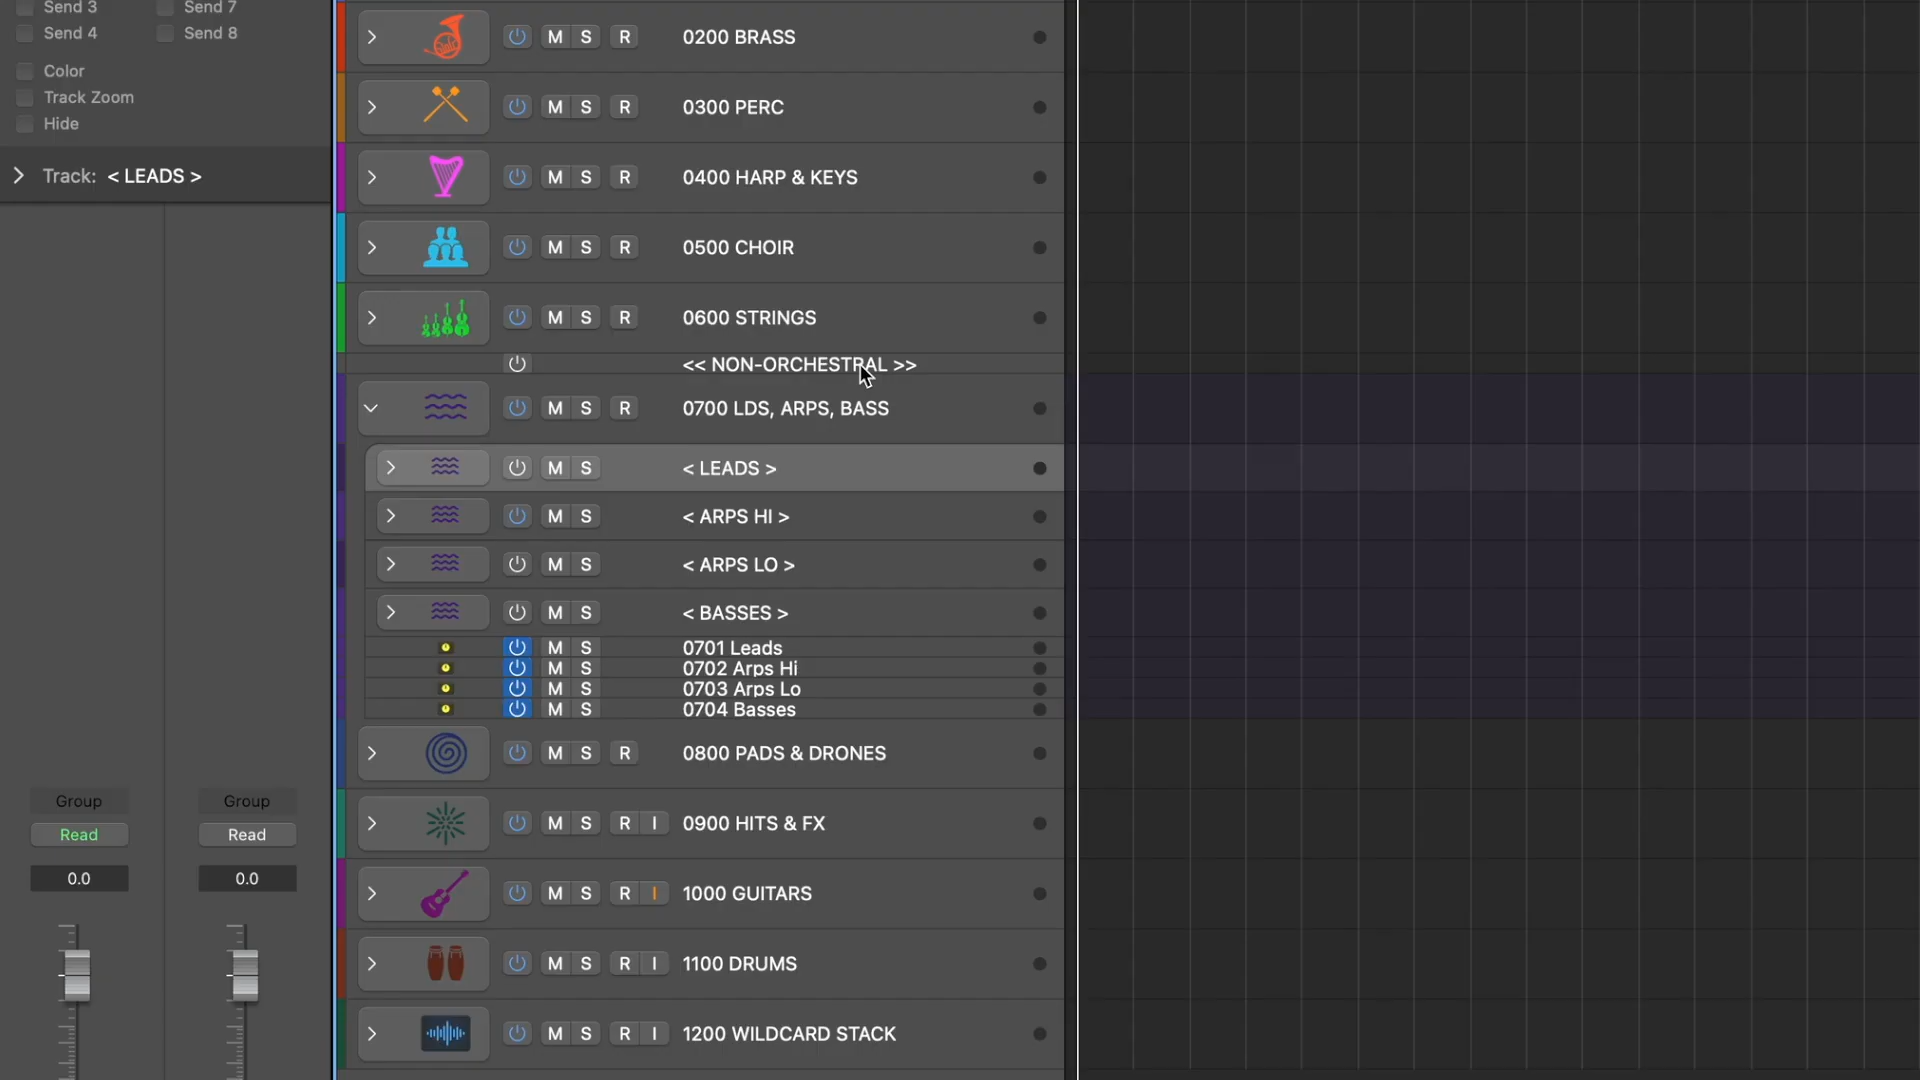 Send 3 Send 7
Send 4 Send 8
Color
Track Zoom
Hide
Track: < LEADS >
M S R 0200 BRASS
M S R 0300 PERC
M S R 0400 HARP & KEYS
M S R 0500 CHOIR
M S R 0600 STRINGS
<< NON-ORCHESTRAL >>
M S R 0700 LDS, ARPS, BASS
M S < LEADS >
M S < ARPS HI >
M S < ARPS LO >
M S < BASSES >
M S 0701 Leads
M S 0702 Arps Hi
M S 0703 Arps Lo
M S 0704 Basses
M S R 0800 PADS & DRONES
Group Group
M S R I 0900 HITS & FX
Read Read
0.0 0.0
M S R I 1000 GUITARS
M S R I 1100 DRUMS
M S R I 1200 WILDCARD STACK